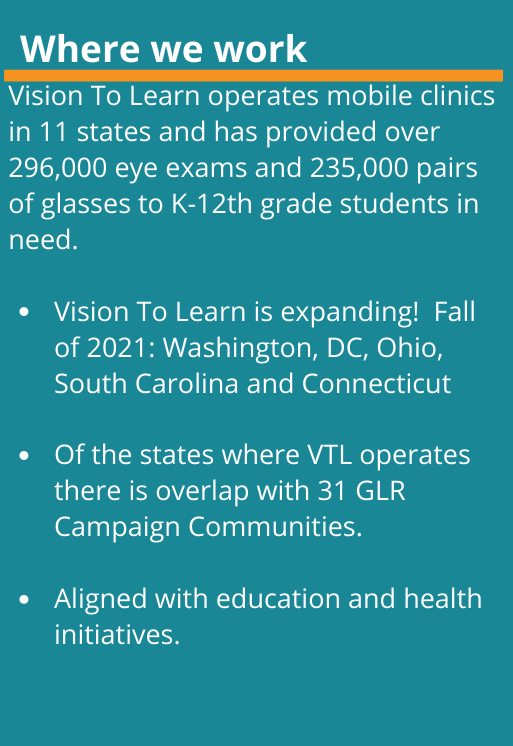 Where we work
Vision To Learn operates mobile clinics
in 11 states and has provided over
296,000 eye exams and 235,000 pairs
of glasses to K-12th grade students in
need.
• Vision To Learn is expanding!  Fall
of 2021: Washington, DC, Ohio,
South Carolina and Connecticut
• Of the states where VTL operates
there is overlap with 31 GLR
Campaign Communities.
• Aligned with education and health
initiatives.